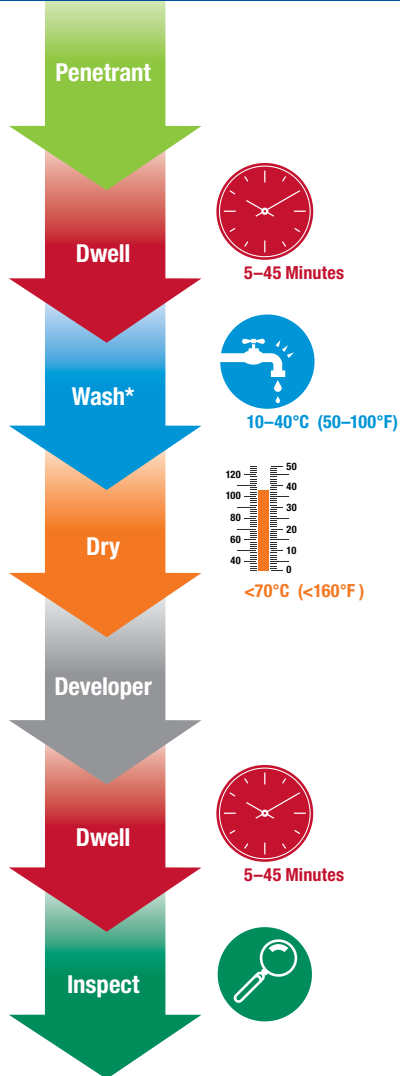 Penetrant
Dwell
5–45 Minutes
Wash*
10–40°C (50–100°F)
120 50
100 40
80 30
60 20
40 10
0
Dry
<70°C (<160°F )
Developer
Dwell
5–45 Minutes
Inspect